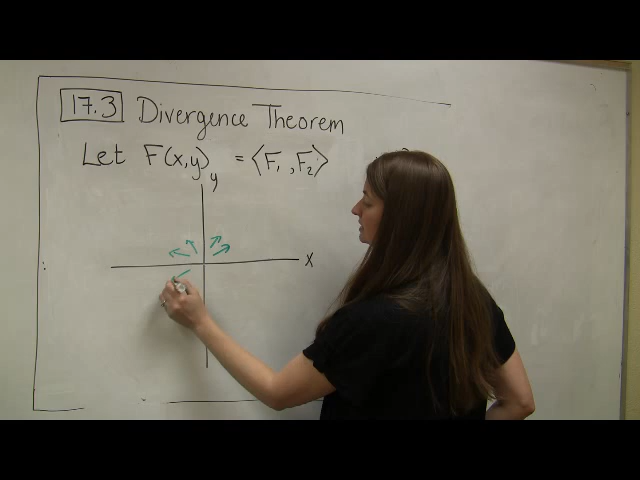 17.3 Divergence Theorem
Let F(x,y) = ⟨F₁, F₂⟩
y
x